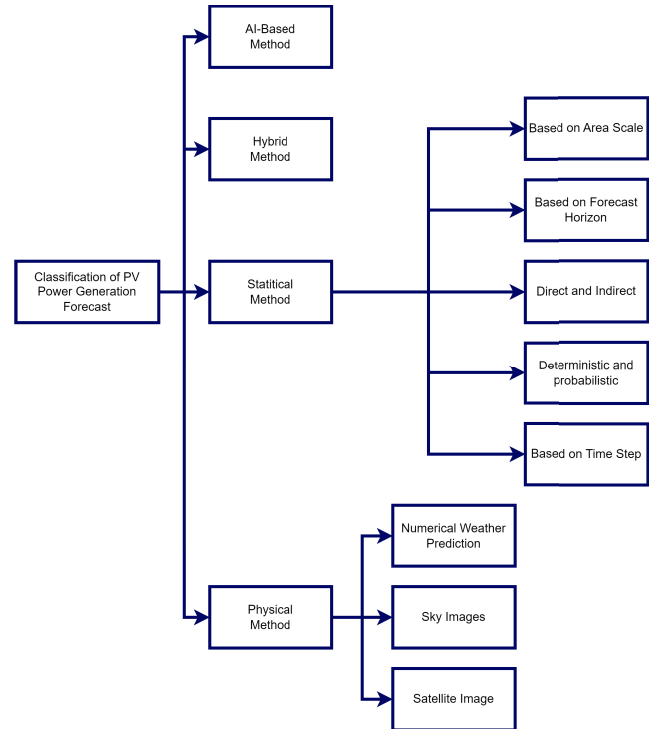 AI-Based
Method
Hybrid
Method
Based on Area Scale
Based on Forecast
Horizon
Classification of PV
Power Generation
Forecast
Statitical
Method
Direct and Indirect
Deterministic and
probabilistic
Based on Time Step
Numerical Weather
Prediction
Physical
Method
Sky Images
Satellite Image